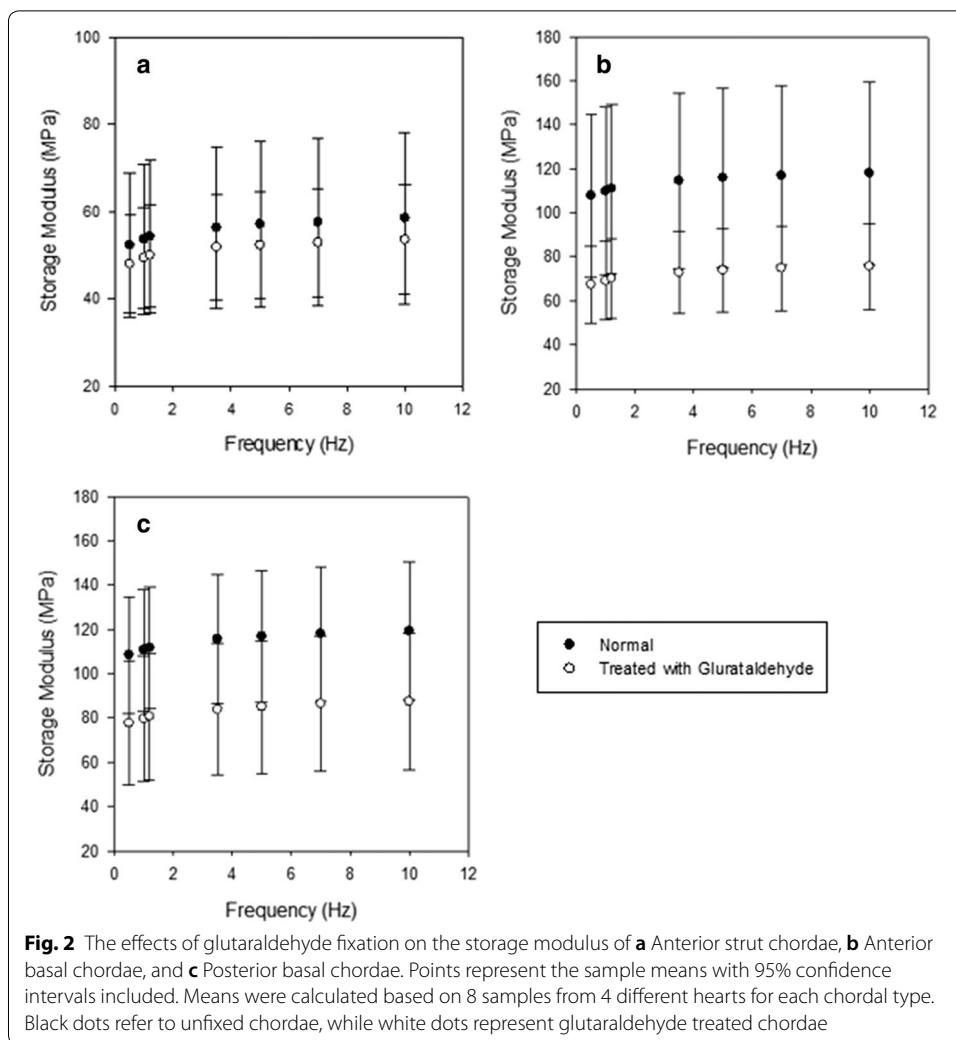 100
80
60
40
20
Storage Modulus (MPa)
a
0 2 4 6 8 10 12
Frequency (Hz)
180
160
140
120
100
80
60
40
20
Storage Modulus (MPa)
b
0 2 4 6 8 10 12
Frequency (Hz)
180
160
140
120
100
80
60
40
20
Storage Modulus (MPa)
c
0 2 4 6 8 10 12
Frequency (Hz)
Normal
Treated with Glurataldehyde
Fig. 2 The effects of glutaraldehyde fixation on the storage modulus of a Anterior strut chordae, b Anterior
basal chordae, and c Posterior basal chordae. Points represent the sample means with 95% confidence
intervals included. Means were calculated based on 8 samples from 4 different hearts for each chordal type.
Black dots refer to unfixed chordae, while white dots represent glutaraldehyde treated chordae